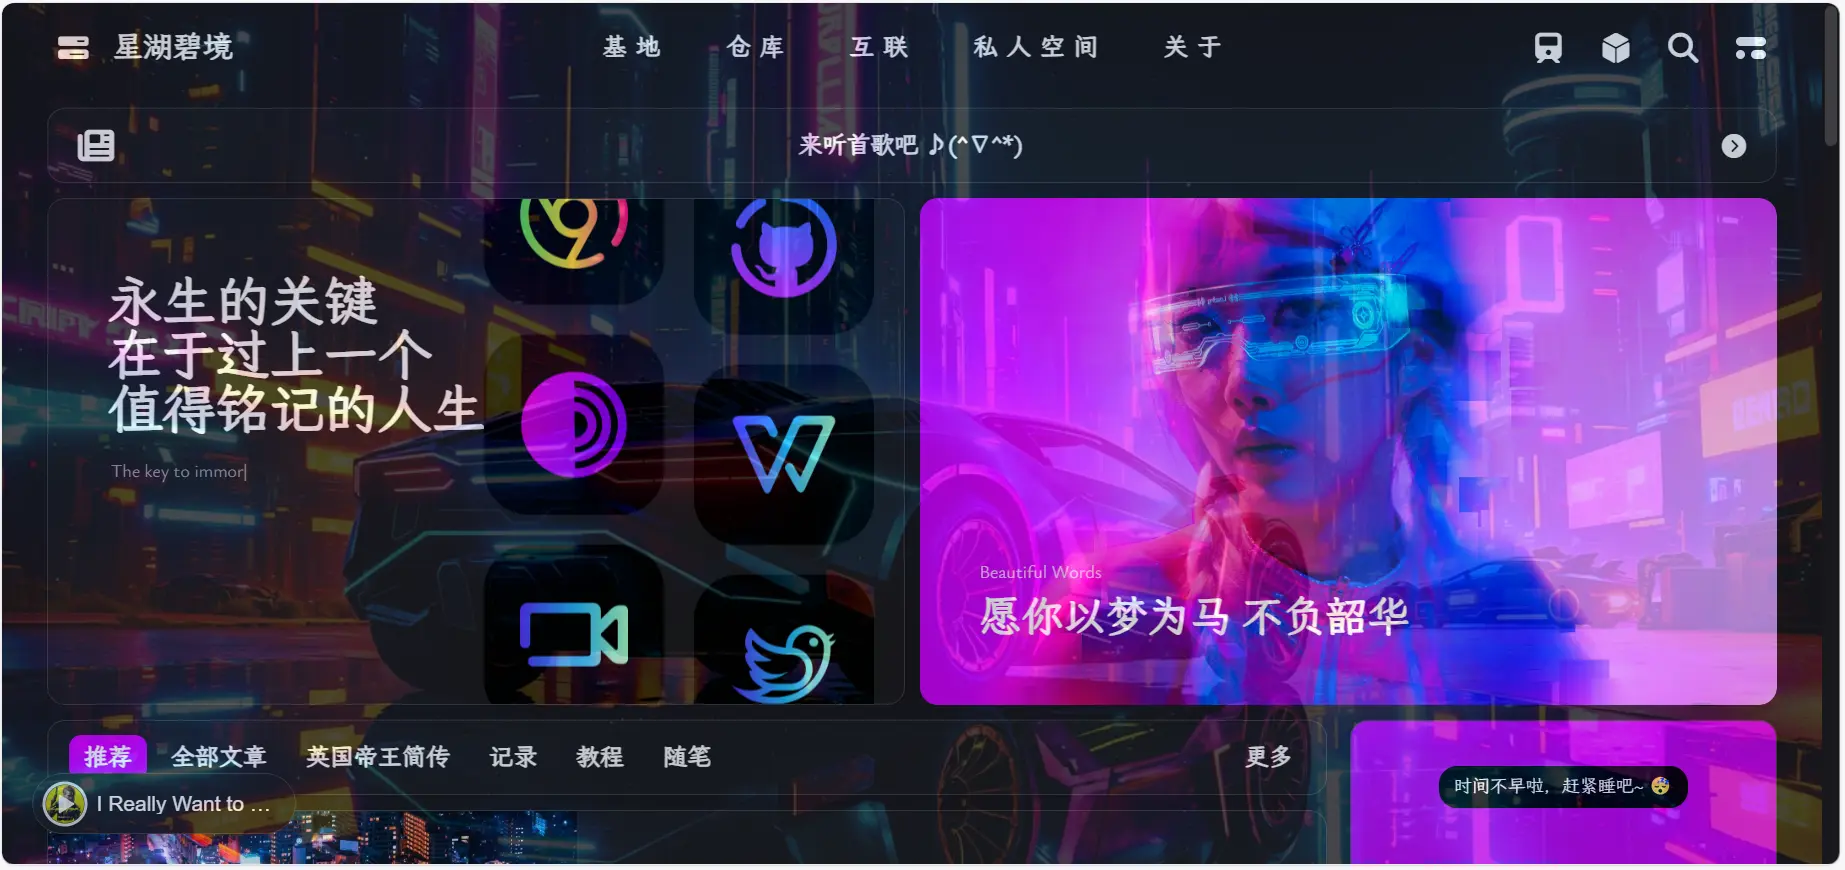 星湖碧境
基地
仓库
互联
私人空间
关于
来听首歌吧 ♪(^∇^*)
永生的关键
在于过上一个
值得铭记的人生
The key to immor|
Beautiful Words
愿你以梦为马 不负韶华
推荐
全部文章
英国帝王简传
记录
教程
随笔
更多
I Really Want to ...
时间不早啦，赶紧睡吧~ 😴